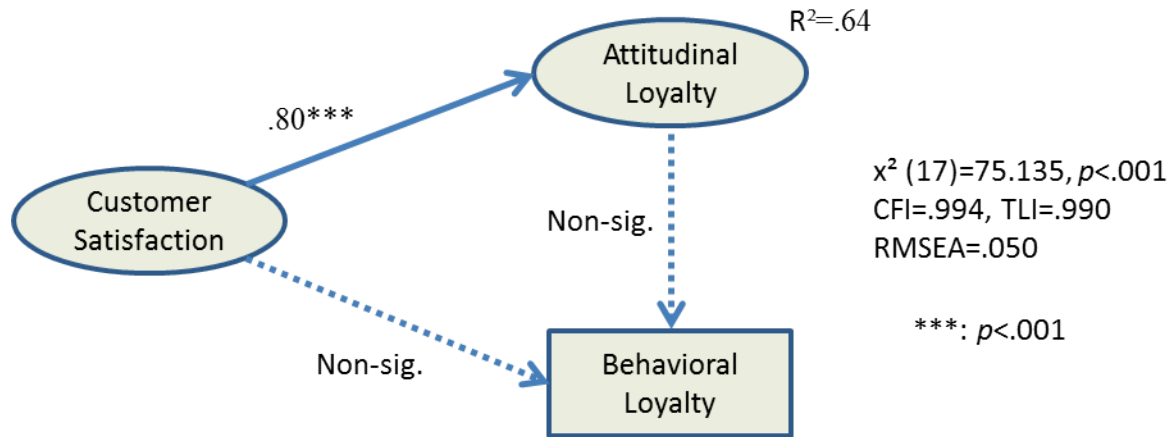 R²=.64
Attitudinal
Loyalty
.80***
Customer
Satisfaction
Non-sig.
Non-sig.
Behavioral
Loyalty
x² (17)=75.135, p<.001
CFI=.994, TLI=.990
RMSEA=.050
***: p<.001